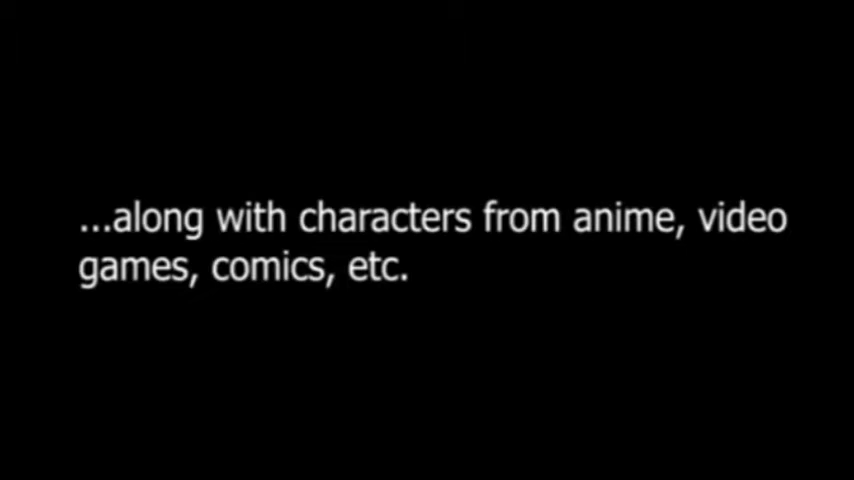 ...along with characters from anime, video
games, comics, etc.